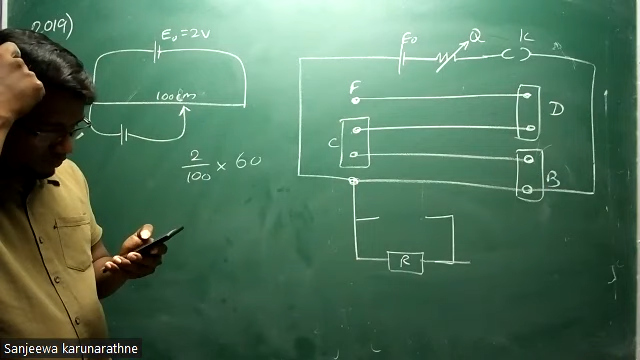 2019)
E₀=2V
100cm
2/100 × 60
E₀
Q
K
F
D
C
B
R
Sanjeewa karunarathne